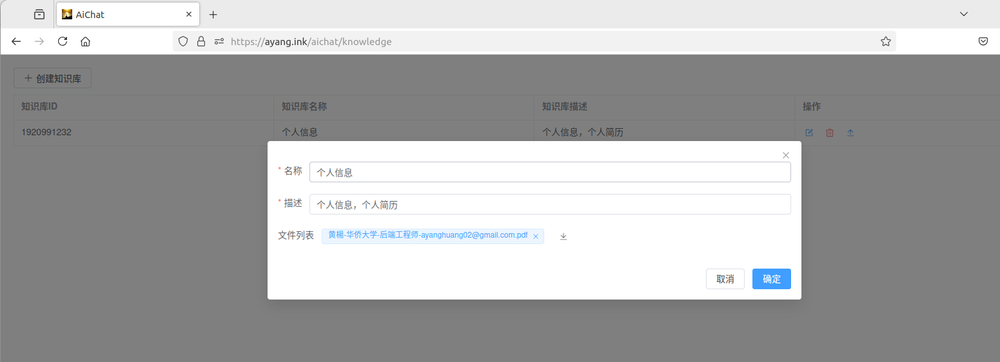 AiChat
https://ayang.ink/aichat/knowledge
创建知识库
知识库ID 知识库名称 知识库描述 操作
1920991232 个人信息 个人信息，个人简历
* 名称 个人信息
* 描述 个人信息，个人简历
文件列表 黄楊-华侨大学-后端工程师-ayanghuang02@gmail.com.pdf
取消 确定